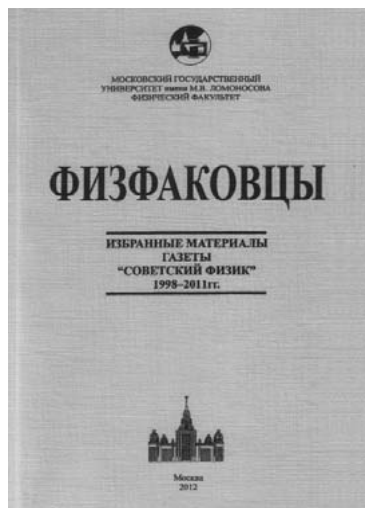 МОСКОВСКИЙ ГОСУДАРСТВЕННЫЙ
УНИВЕРСИТЕТ имени М.В. ЛОМОНОСОВА
ФИЗИЧЕСКИЙ ФАКУЛЬТЕТ
ФИЗФАКОВЦЫ
ИЗБРАННЫЕ МАТЕРИАЛЫ
ГАЗЕТЫ
"СОВЕТСКИЙ ФИЗИК"
1998–2011гг.
Москва
2012